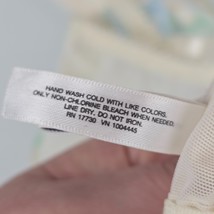 HAND WASH COLD WITH LIKE COLORS.
ONLY NON-CHLORINE BLEACH WHEN NEEDED.
LINE DRY. DO NOT IRON.
RN 17730 VN 1004445